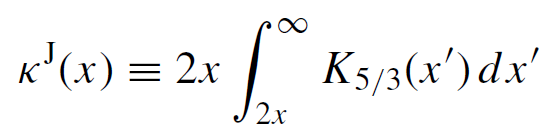 κ^J(x) ≡ 2x ∫_{2x}^{∞} K_{5/3}(x′) dx′